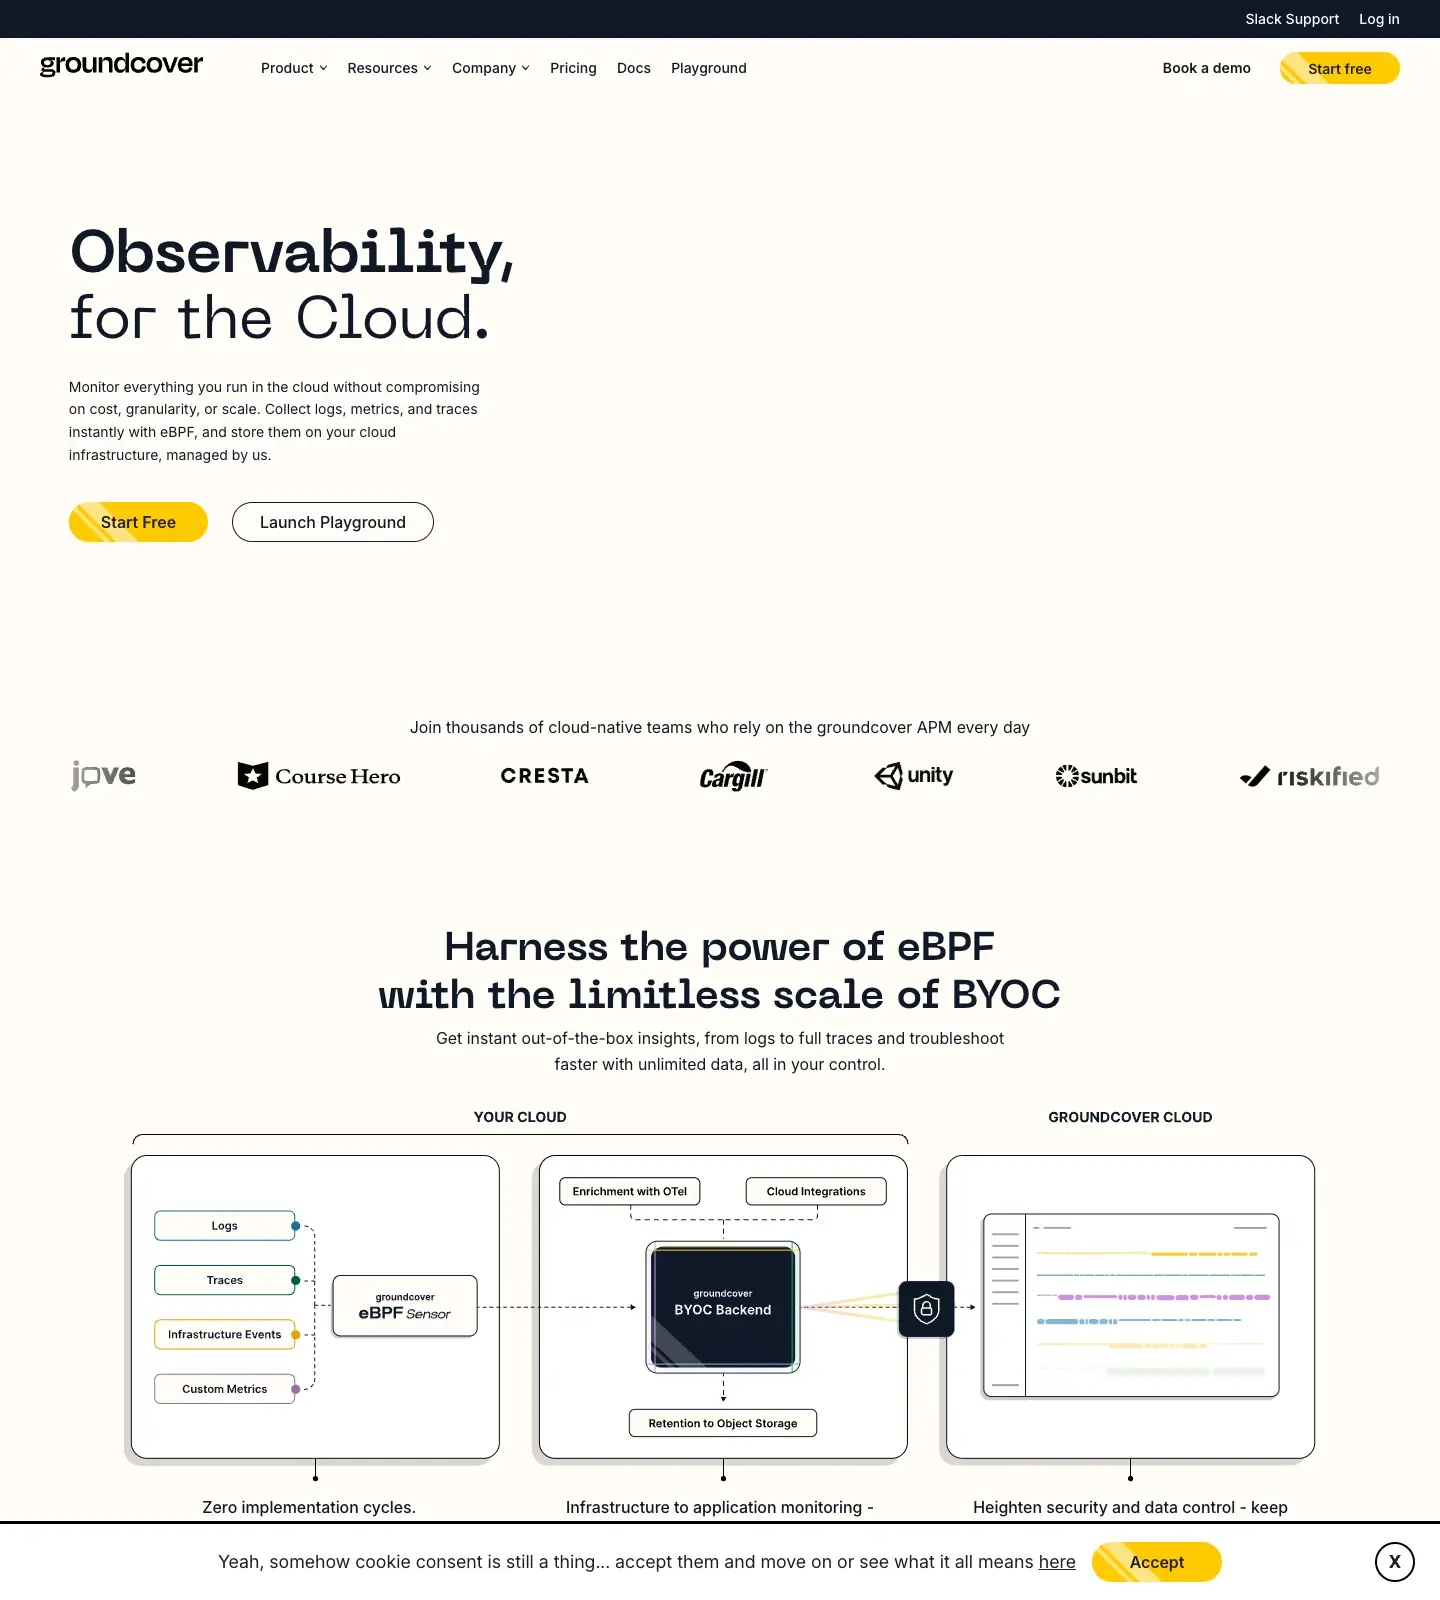 Slack Support Log in
groundcover Product Resources Company Pricing Docs Playground Book a demo Start free
Observability,
for the Cloud.
Monitor everything you run in the cloud without compromising
on cost, granularity, or scale. Collect logs, metrics, and traces
instantly with eBPF, and store them on your cloud
infrastructure, managed by us.
Start Free Launch Playground
Join thousands of cloud-native teams who rely on the groundcover APM every day
jove Course Hero CRESTA Cargill unity sunbit riskified
Harness the power of eBPF
with the limitless scale of BYOC
Get instant out-of-the-box insights, from logs to full traces and troubleshoot
faster with unlimited data, all in your control.
YOUR CLOUD
GROUNDCOVER CLOUD
Logs
Traces
Infrastructure Events
Custom Metrics
groundcover
eBPF Sensor
Enrichment with OTel
Cloud Integrations
groundcover
BYOC Backend
Retention to Object Storage
Zero implementation cycles.
Infrastructure to application monitoring -
Heighten security and data control - keep
Yeah, somehow cookie consent is still a thing... accept them and move on or see what it all means here Accept X